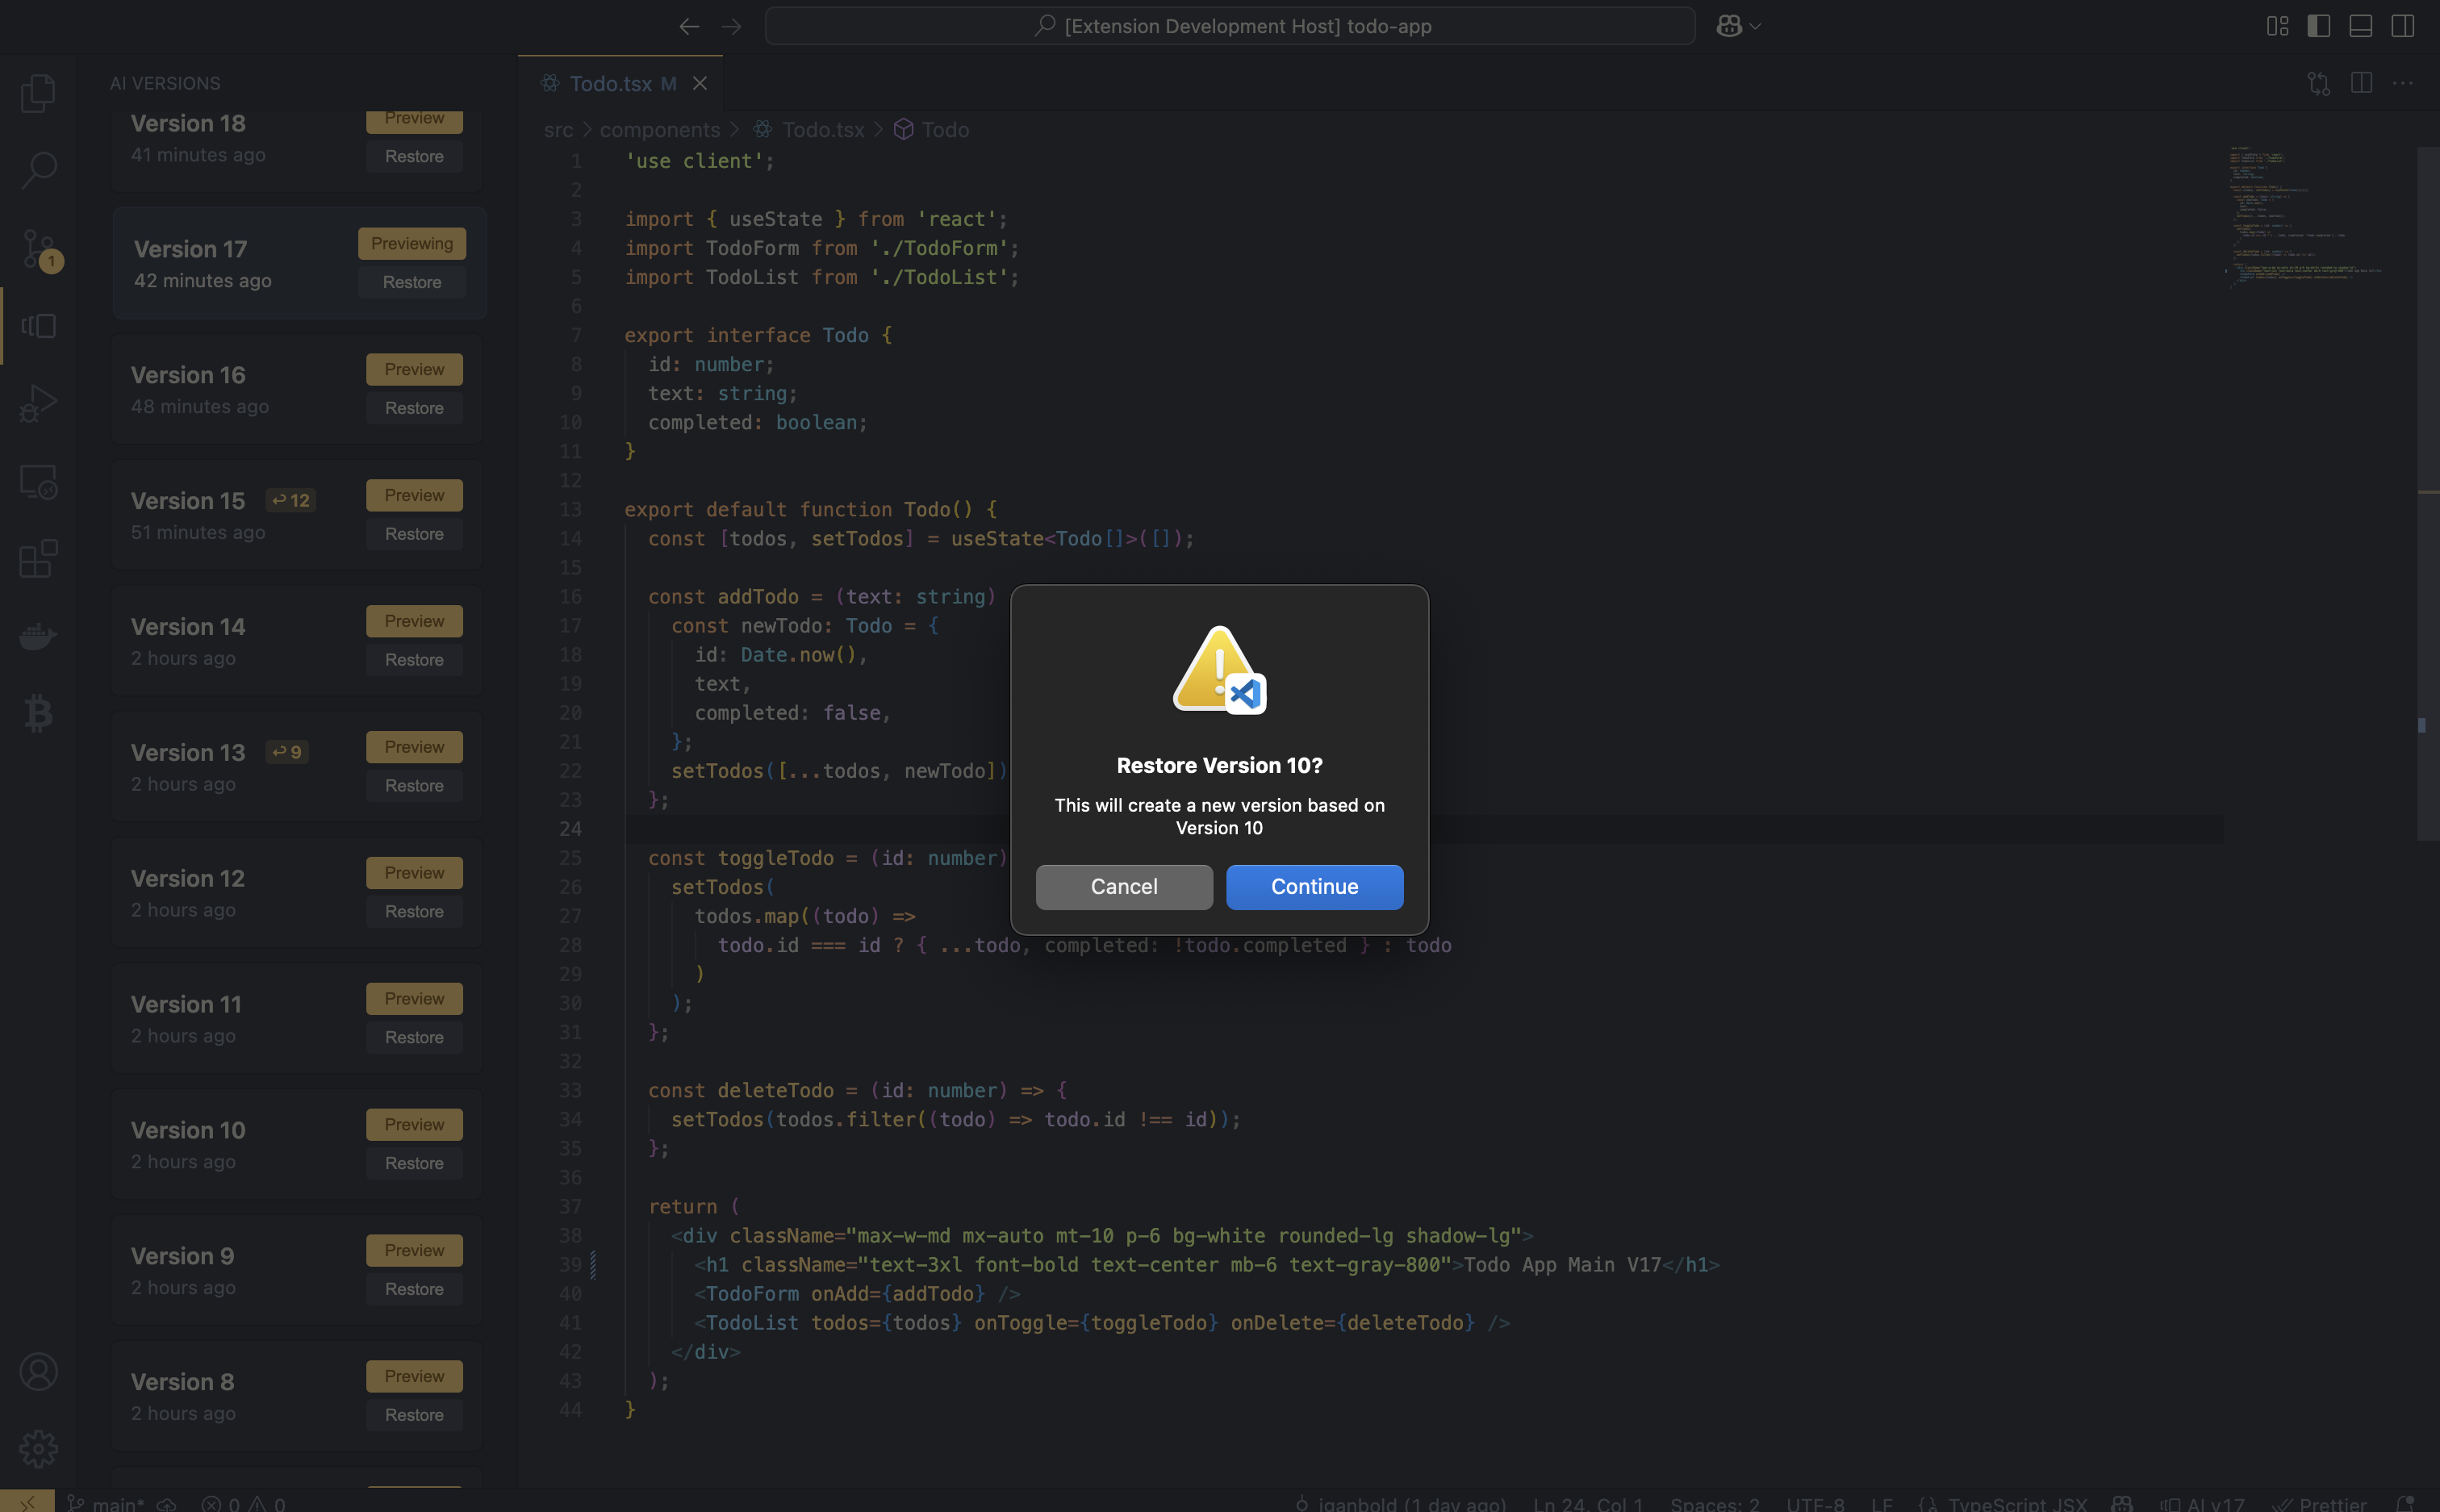 [Extension Development Host] todo-app
AI VERSIONS
Version 18
41 minutes ago
Preview
Restore
Version 17
42 minutes ago
Previewing
Restore
Version 16
48 minutes ago
Preview
Restore
Version 15
12
51 minutes ago
Preview
Restore
Version 14
2 hours ago
Preview
Restore
Version 13
9
2 hours ago
Preview
Restore
Version 12
2 hours ago
Preview
Restore
Version 11
2 hours ago
Preview
Restore
Version 10
2 hours ago
Preview
Restore
Version 9
2 hours ago
Preview
Restore
Version 8
2 hours ago
Preview
Restore
1
Todo.tsx M
src > components > Todo.tsx > Todo
1 'use client';
2
3 import { useState } from 'react';
4 import TodoForm from './TodoForm';
5 import TodoList from './TodoList';
6
7 export interface Todo {
8 id: number;
9 text: string;
10 completed: boolean;
11 }
12
13 export default function Todo() {
14 const [todos, setTodos] = useState<Todo[]>([]);
15
16 const addTodo = (text: string)
17 const newTodo: Todo = {
18 id: Date.now(),
19 text,
20 completed: false,
21 };
22 setTodos([...todos, newTodo])
23 };
24
25 const toggleTodo = (id: number)
26 setTodos(
27 todos.map((todo) =>
28 todo.id === id ? { ...todo, completed: !todo.completed } : todo
29 )
30 );
31 };
32
33 const deleteTodo = (id: number) => {
34 setTodos(todos.filter((todo) => todo.id !== id));
35 };
36
37 return (
38 <div className="max-w-md mx-auto mt-10 p-6 bg-white rounded-lg shadow-lg">
39 <h1 className="text-3xl font-bold text-center mb-6 text-gray-800">Todo App Main V17</h1>
40 <TodoForm onAdd={addTodo} />
41 <TodoList todos={todos} onToggle={toggleTodo} onDelete={deleteTodo} />
42 </div>
43 );
44 }
Restore Version 10?
This will create a new version based on
Version 10
Cancel
Continue
main* 0 0
(1 day ago) Ln 24, Col 1 Spaces: 2 UTF-8 LF TypeScript JSX AI v17 Prettier